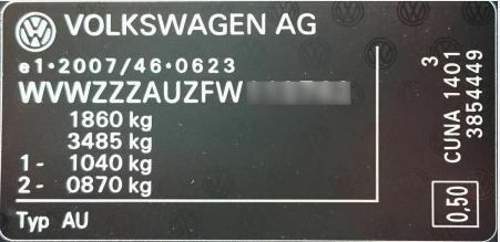 VOLKSWAGEN AG
e1•2007/46•0623
WVWZZZAUZFW
1860 kg
3485 kg
1- 1040 kg
2- 0870 kg
Typ AU
3
CUNA 1401
3854449
0,50